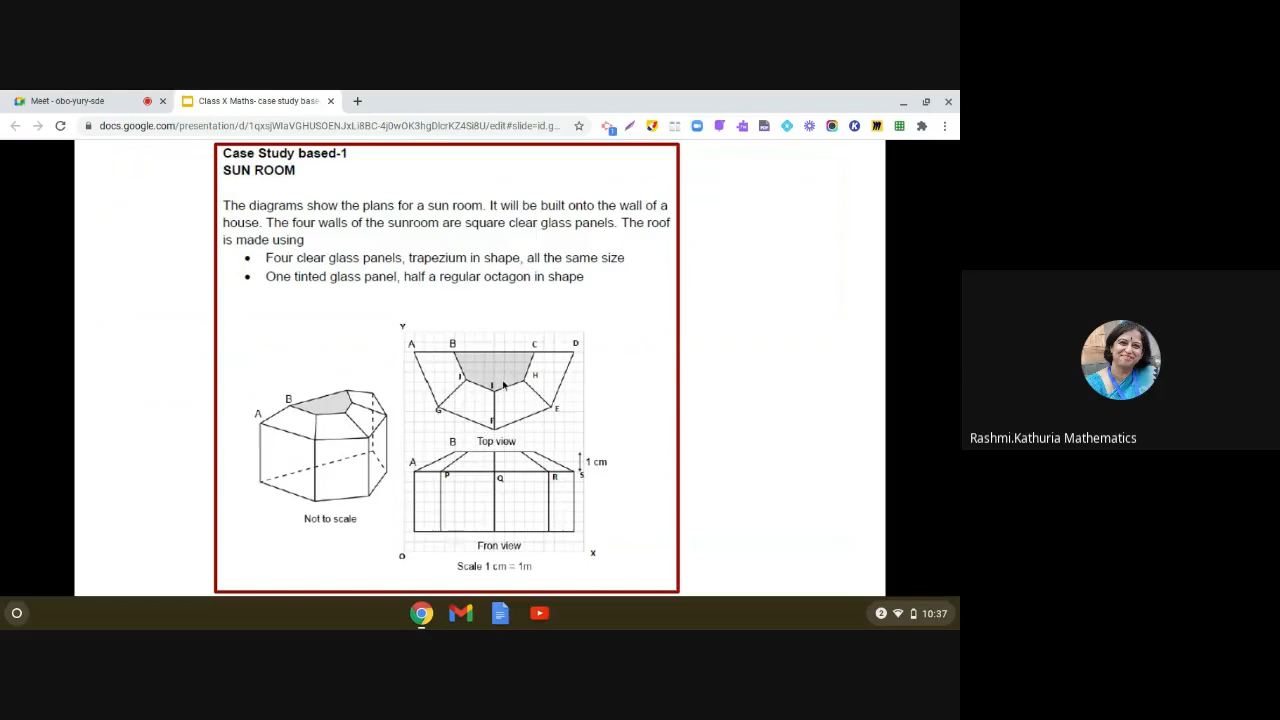 Meet - obo-yury-sde
Class X Maths- case study base
docs.google.com/presentation/d/1qxsjWIaVGHUSOENJxLi8BC-4j0wOK3hgDlcrKZ4Si8U/edit#slide=id.g...
Case Study based-1
SUN ROOM
The diagrams show the plans for a sun room. It will be built onto the wall of a
house. The four walls of the sunroom are square clear glass panels. The roof
is made using
• Four clear glass panels, trapezium in shape, all the same size
• One tinted glass panel, half a regular octagon in shape
Y
A B C D
J I H
G F E
B Top view
A 1 cm
P Q R S
A B
Not to scale
Fron view
O X
Scale 1 cm = 1m
Rashmi.Kathuria Mathematics
2 10:37